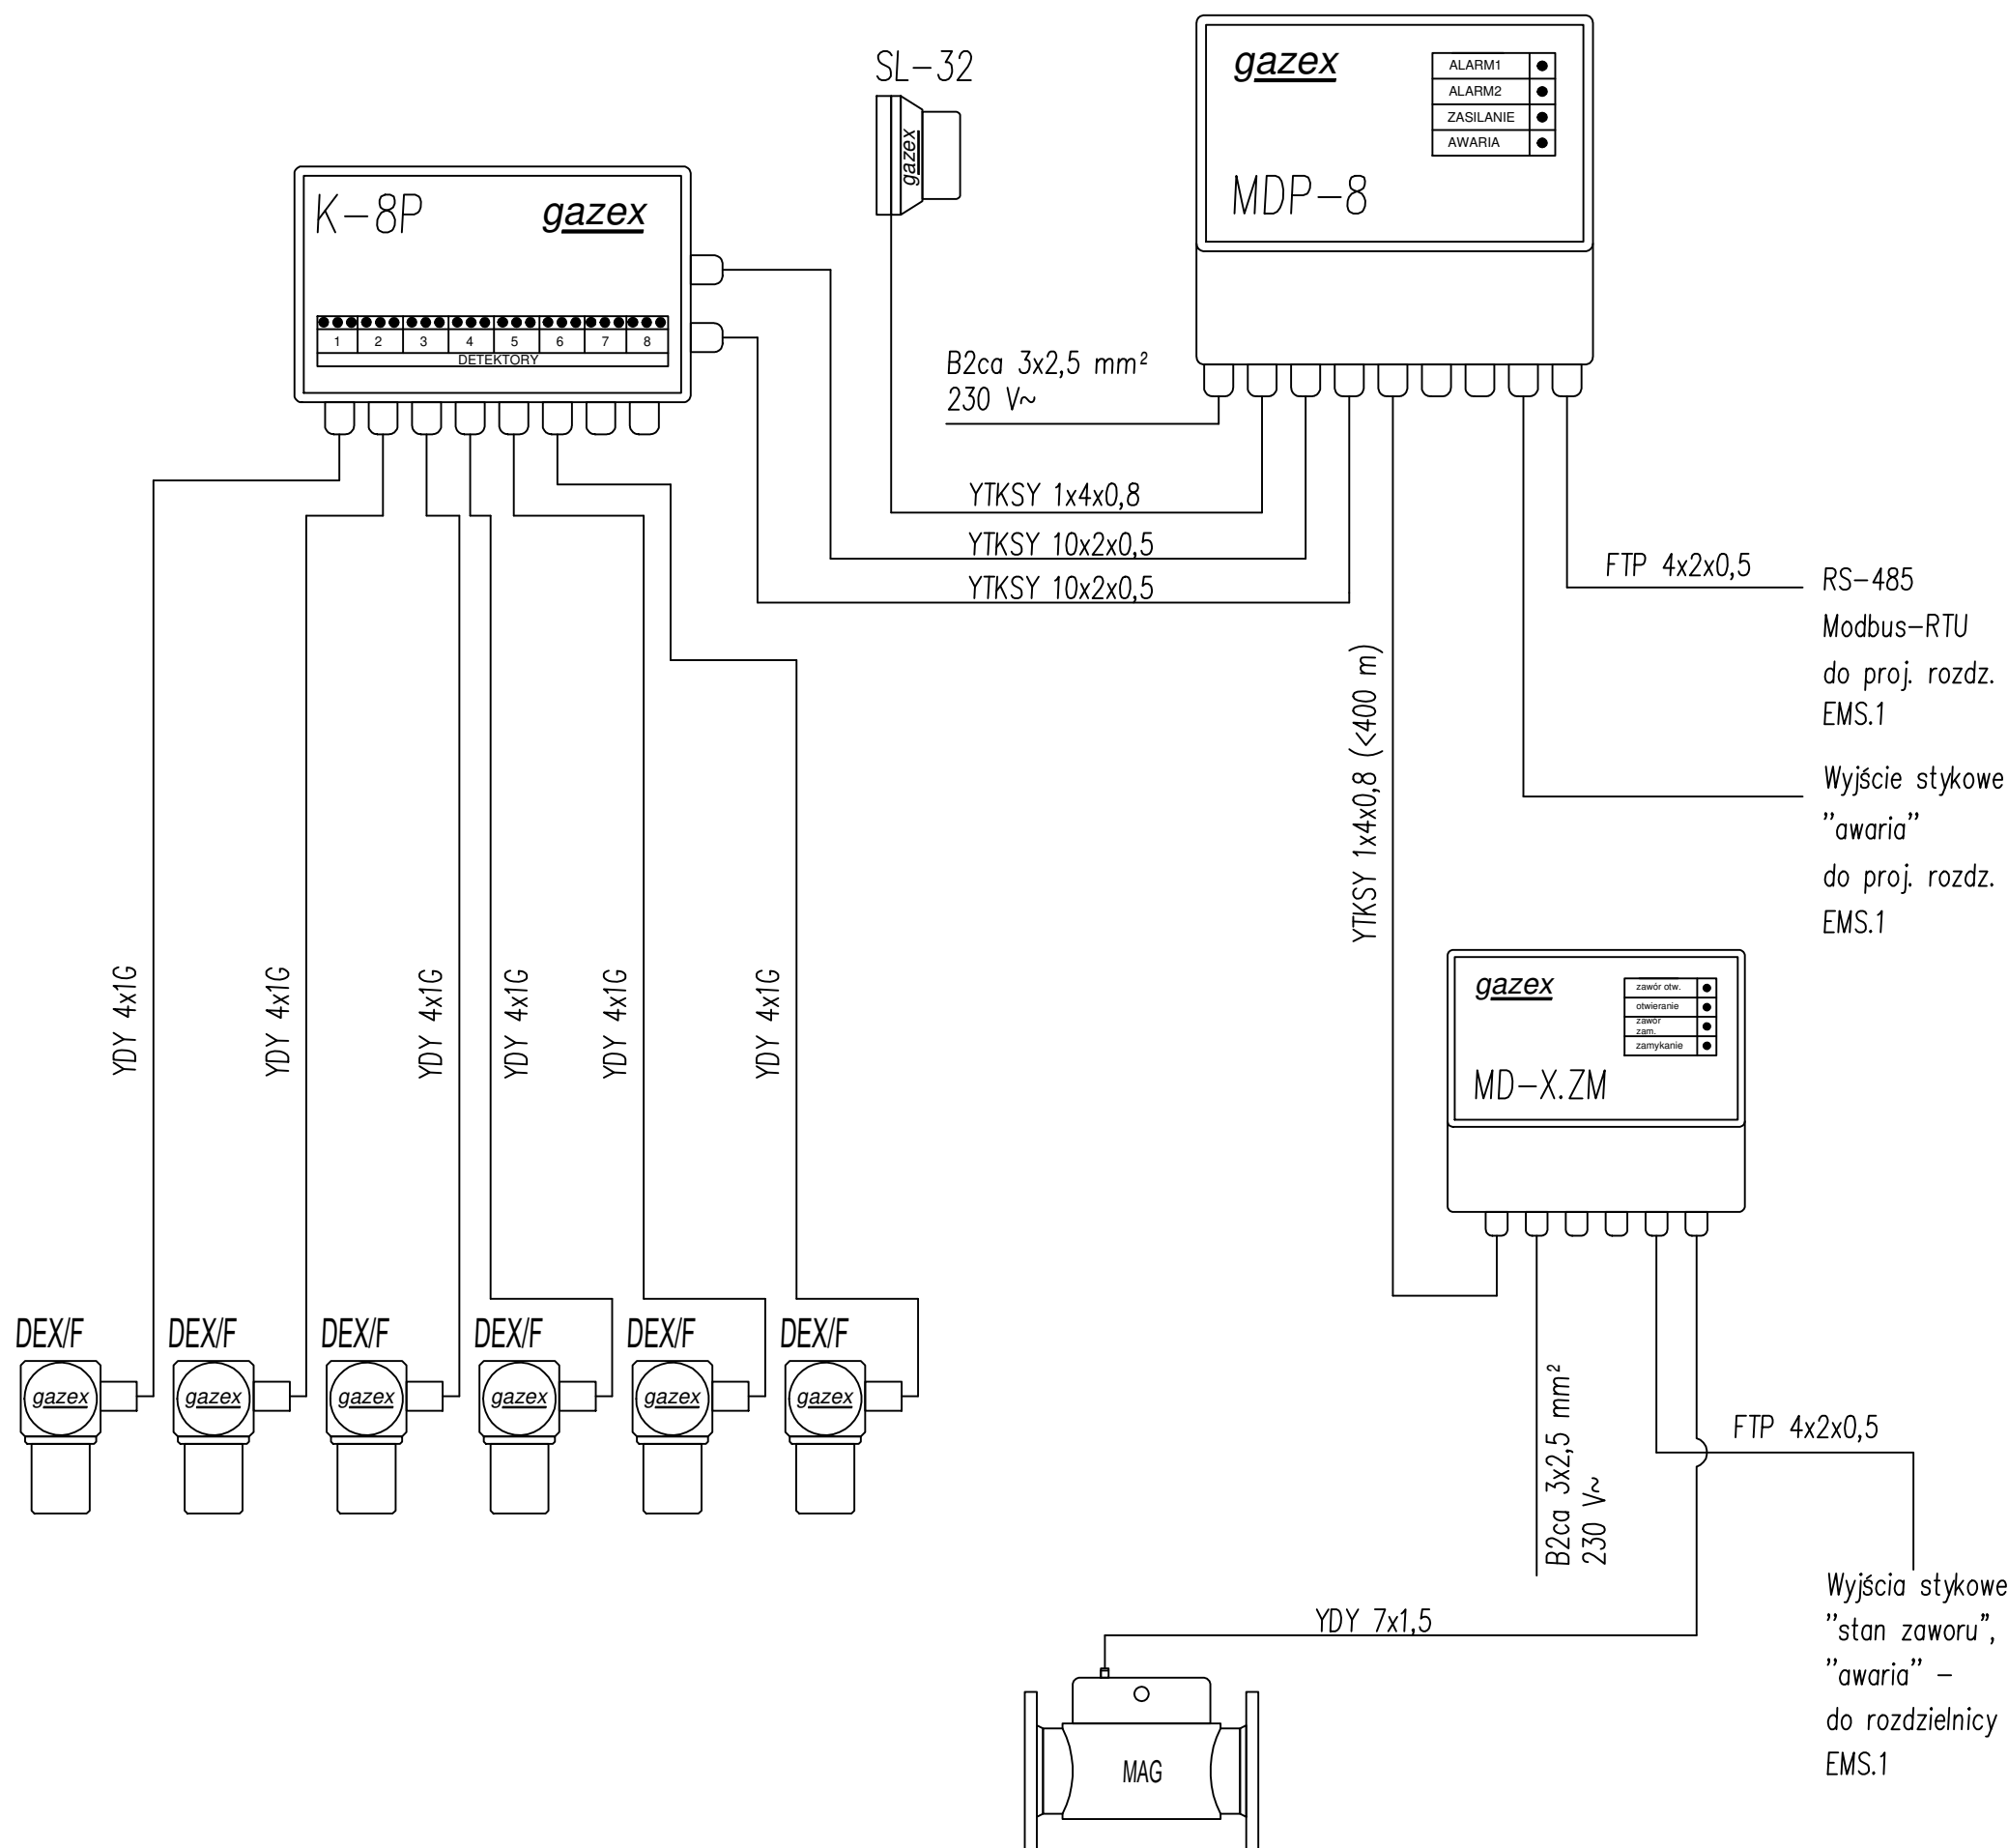 SL-32
gazex
gazex
ALARM1
ALARM2
ZASILANIE
AWARIA
MDP-8
K-8P
gazex
1 2 3 4 5 6 7 8
DETEKTORY
B2ca 3x2,5 mm²
230 V~
YTKSY 1x4x0,8
YTKSY 10x2x0,5
YTKSY 10x2x0,5
FTP 4x2x0,5
RS-485
Modbus-RTU
do proj. rozdz.
EMS.1
Wyjście stykowe
"awaria"
do proj. rozdz.
EMS.1
YTKSY 1x4x0,8 (<400 m)
YDY 4x1G
YDY 4x1G
YDY 4x1G
YDY 4x1G
YDY 4x1G
YDY 4x1G
gazex
zawór otw.
otwieranie
zawór
zam.
zamykanie
MD-X.ZM
DEX/F
DEX/F
DEX/F
DEX/F
DEX/F
DEX/F
gazex
gazex
gazex
gazex
gazex
gazex
B2ca 3x2,5 mm²
230 V~
FTP 4x2x0,5
Wyjścia stykowe
"stan zaworu",
"awaria" -
do rozdzielnicy
EMS.1
YDY 7x1,5
MAG